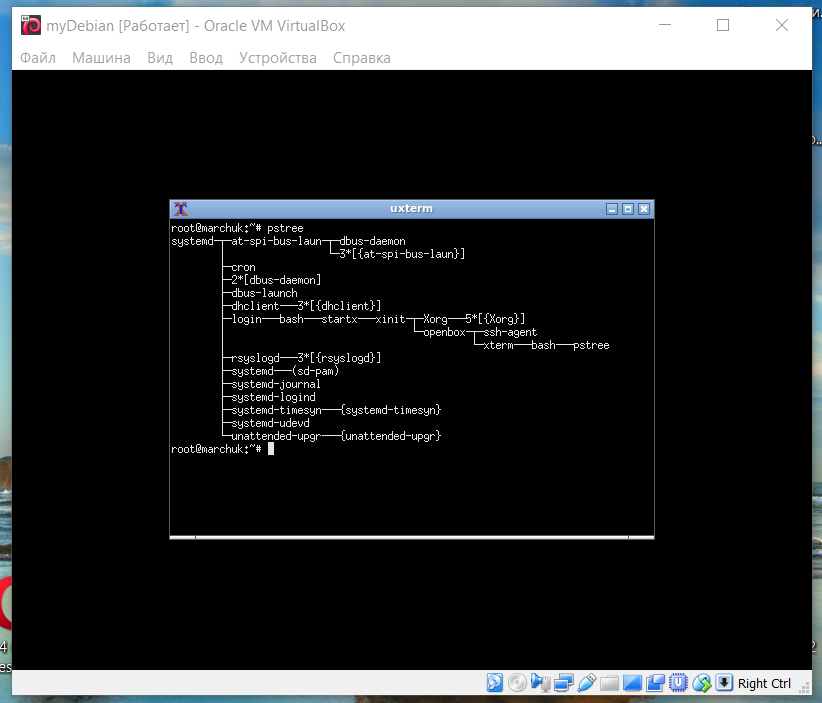 myDebian [Работает] - Oracle VM VirtualBox
Файл Машина Вид Ввод Устройства Справка
uxterm
root@marchuk:~# pstree
systemd─┬─at-spi-bus-laun─┬─dbus-daemon
        │                 └─3*[{at-spi-bus-laun}]
        ├─cron
        ├─2*[dbus-daemon]
        ├─dbus-launch
        ├─dhclient───3*[{dhclient}]
        ├─login───bash───startx───xinit─┬─Xorg───5*[{Xorg}]
        │                               └─openbox─┬─ssh-agent
        │                                         └─xterm───bash───pstree
        ├─rsyslogd───3*[{rsyslogd}]
        ├─systemd───(sd-pam)
        ├─systemd-journal
        ├─systemd-logind
        ├─systemd-timesyn───{systemd-timesyn}
        ├─systemd-udevd
        └─unattended-upgr───{unattended-upgr}
root@marchuk:~#
Right Ctrl